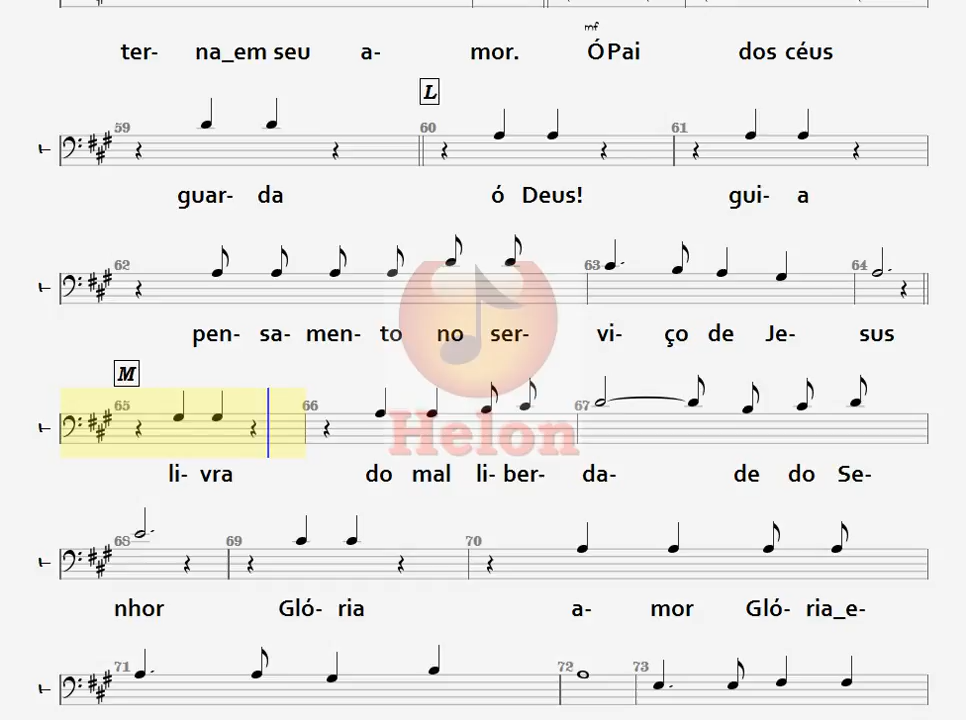 mf
ter- na_em seu a- mor. Ó Pai dos céus
L
59 60 61
T
guar- da ó Deus! gui- a
62 63 64
T
pen- sa- men- to no ser- vi- ço de Je- sus
M
65 66 67
T
Helon
li- vra do mal li- ber- da- de do Se-
68 69 70
T
nhor Gló- ria a- mor Gló- ria_e-
71 72 73
T